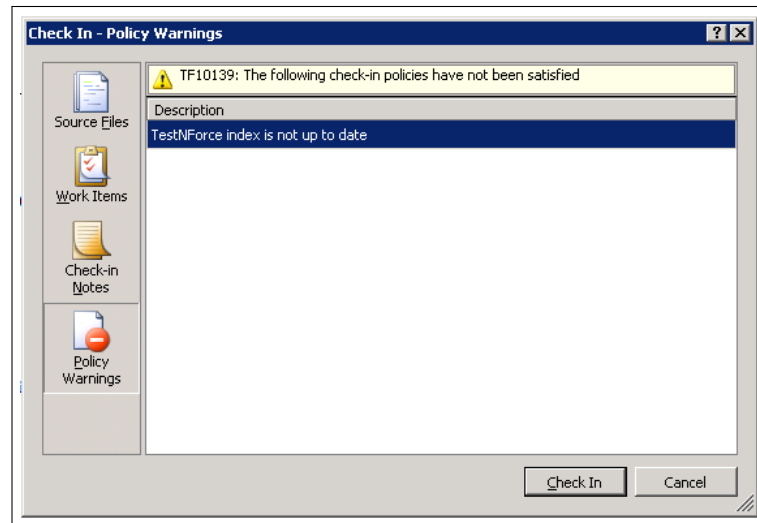 Check In - Policy Warnings
TF10139: The following check-in policies have not been satisfied
Source Files
Work Items
Check-in
Notes
Policy
Warnings
Description
TestNForce index is not up to date
Check In
Cancel